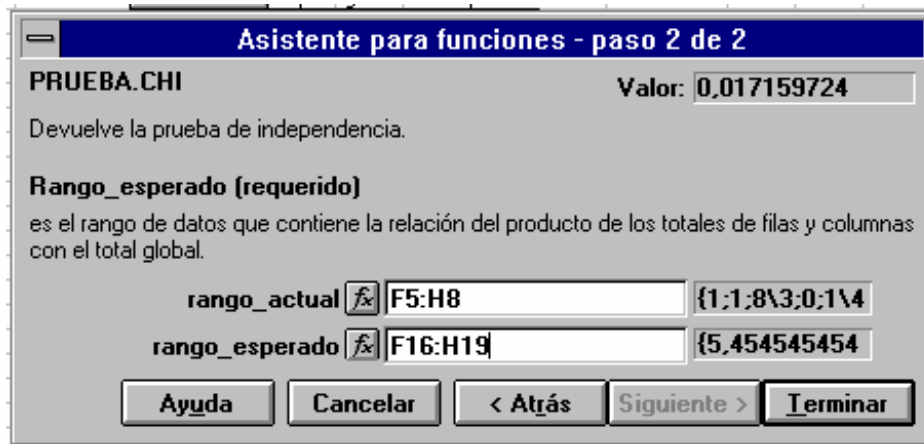 Asistente para funciones - paso 2 de 2
PRUEBA.CHI
Valor: 0,017159724
Devuelve la prueba de independencia.
Rango_esperado (requerido)
es el rango de datos que contiene la relación del producto de los totales de filas y columnas
con el total global.
rango_actual fx F5:H8 {1;1;8\3;0;1\4
rango_esperado fx F16:H19 {5,454545454
Ayuda Cancelar < Atrás Siguiente > Terminar